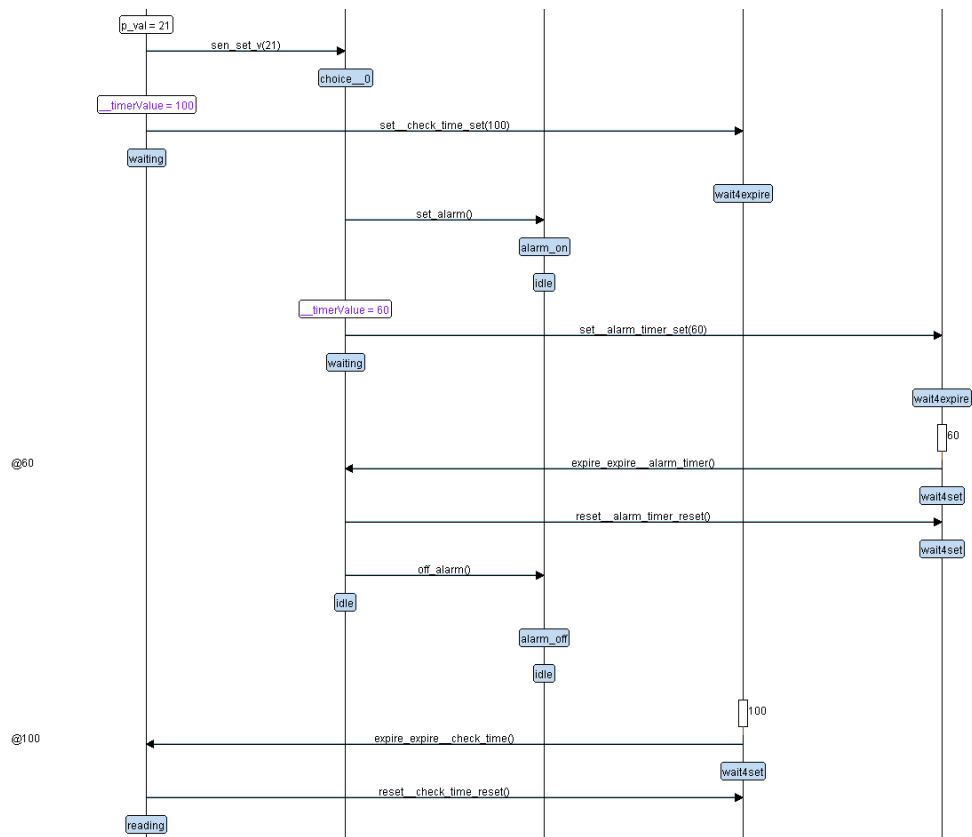 p_val = 21
sen_set_v(21)
choice__0
__timerValue = 100
set__check_time_set(100)
waiting
wait4expire
set_alarm()
alarm_on
idle
__timerValue = 60
set__alarm_timer_set(60)
waiting
wait4expire
60
@60
expire_expire__alarm_timer()
wait4set
reset__alarm_timer_reset()
wait4set
off_alarm()
idle
alarm_off
idle
100
@100
expire_expire__check_time()
wait4set
reset__check_time_reset()
reading